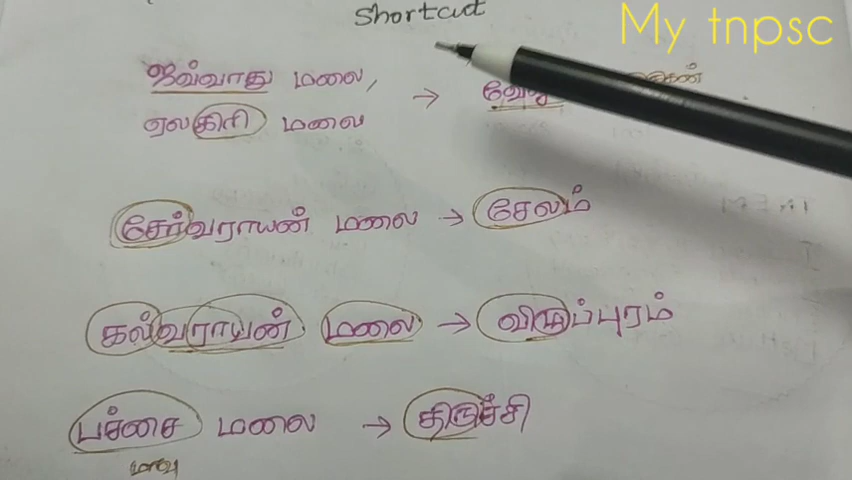 Shortcut
My tnpsc
ஜவ்வாது மலை,
ஏலகிரி மலை →
சேர்வராயன் மலை → சேலம்
கல்வராயன் மலை → விழுப்புரம்
பச்சை மலை → திருச்சி